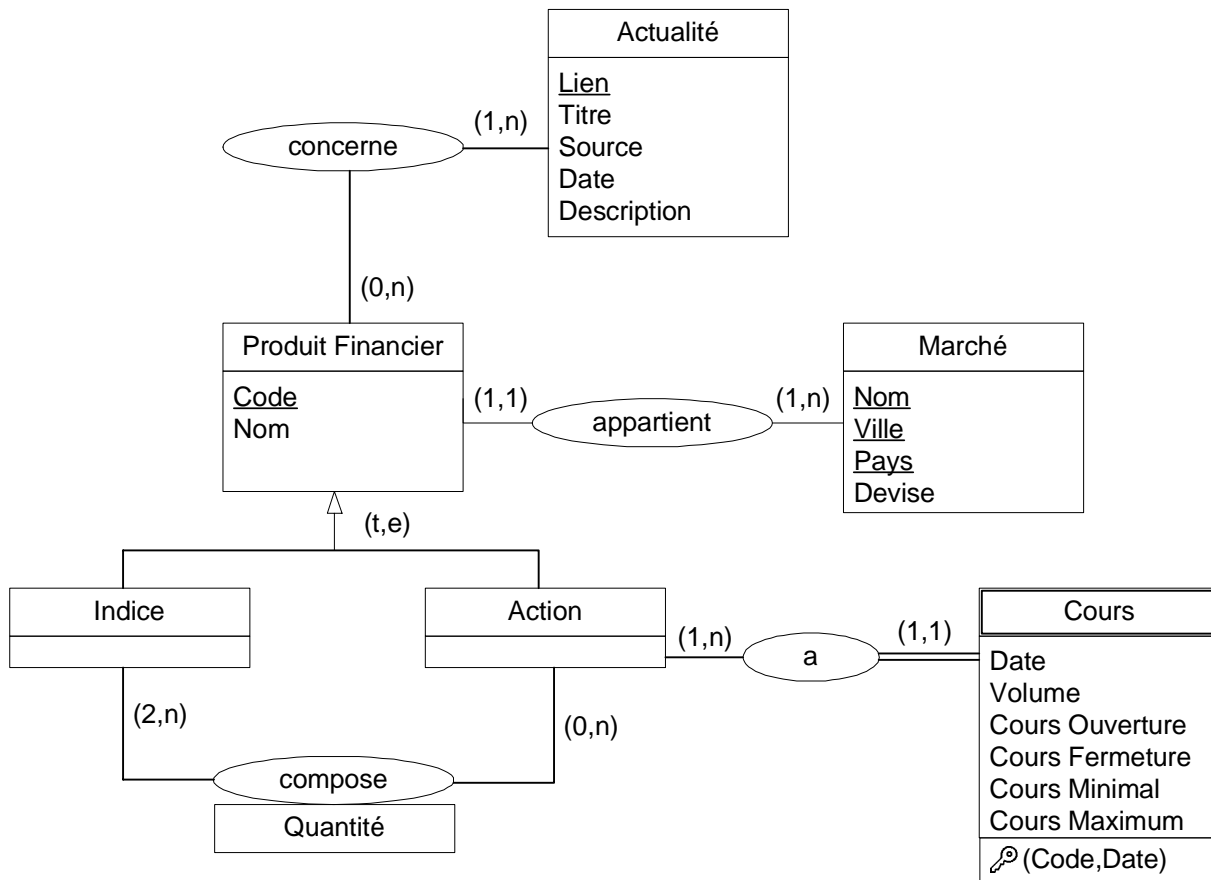 Actualité
Lien
Titre
Source
Date
Description
(1,n)
concerne
(0,n)
Produit Financier
Code
Nom
(1,1)
appartient
(1,n)
Marché
Nom
Ville
Pays
Devise
(t,e)
Indice
Action
(1,n)
a
(1,1)
Cours
Date
Volume
Cours Ouverture
Cours Fermeture
Cours Minimal
Cours Maximum
(Code,Date)
(2,n)
(0,n)
compose
Quantité